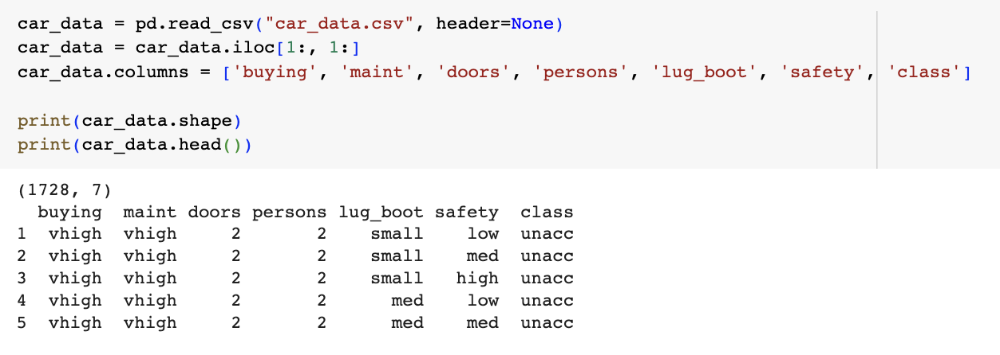 car_data = pd.read_csv("car_data.csv", header=None)
car_data = car_data.iloc[1:, 1:]
car_data.columns = ['buying', 'maint', 'doors', 'persons', 'lug_boot', 'safety', 'class']
print(car_data.shape)
print(car_data.head())
(1728, 7)
  buying  maint doors persons lug_boot safety  class
1  vhigh  vhigh     2       2    small    low  unacc
2  vhigh  vhigh     2       2    small    med  unacc
3  vhigh  vhigh     2       2    small   high  unacc
4  vhigh  vhigh     2       2      med    low  unacc
5  vhigh  vhigh     2       2      med    med  unacc